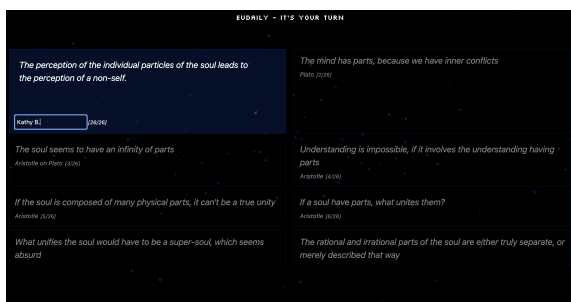 EUDAILY - IT'S YOUR TURN
The perception of the individual particles of the soul leads to
the perception of a non-self.
Kathy B.
[26/26]
The mind has parts, because we have inner conflicts
Plato [2/26]
The soul seems to have an infinity of parts
Aristotle on Plato [3/26]
Understanding is impossible, if it involves the understanding having
parts
Aristotle [4/26]
If the soul is composed of many physical parts, it can't be a true unity
Aristotle [5/26]
If a soul have parts, what unites them?
Aristotle [6/26]
What unifies the soul would have to be a super-soul, which seems
absurd
The rational and irrational parts of the soul are either truly separate, or
merely described that way